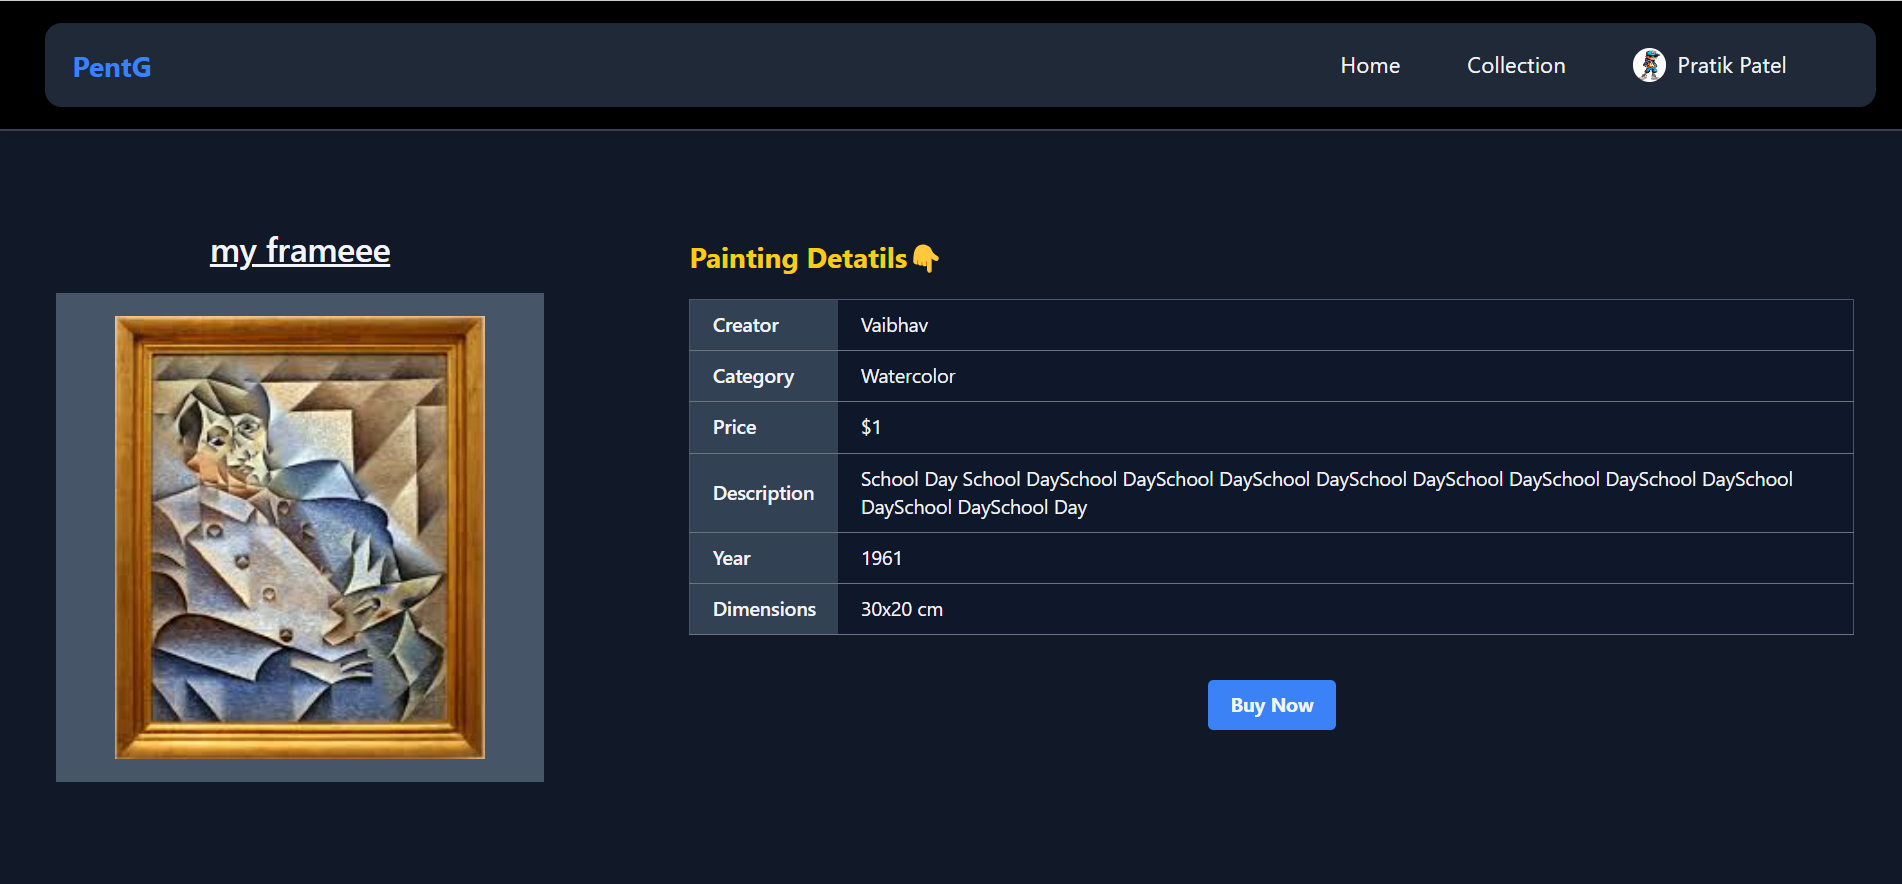 PentG
Home
Collection
Pratik Patel
my frameee
Painting Detatils👇
Creator
Vaibhav
Category
Watercolor
Price
$1
Description
School Day School DaySchool DaySchool DaySchool DaySchool DaySchool DaySchool DaySchool DaySchool
DaySchool DaySchool Day
Year
1961
Dimensions
30x20 cm
Buy Now